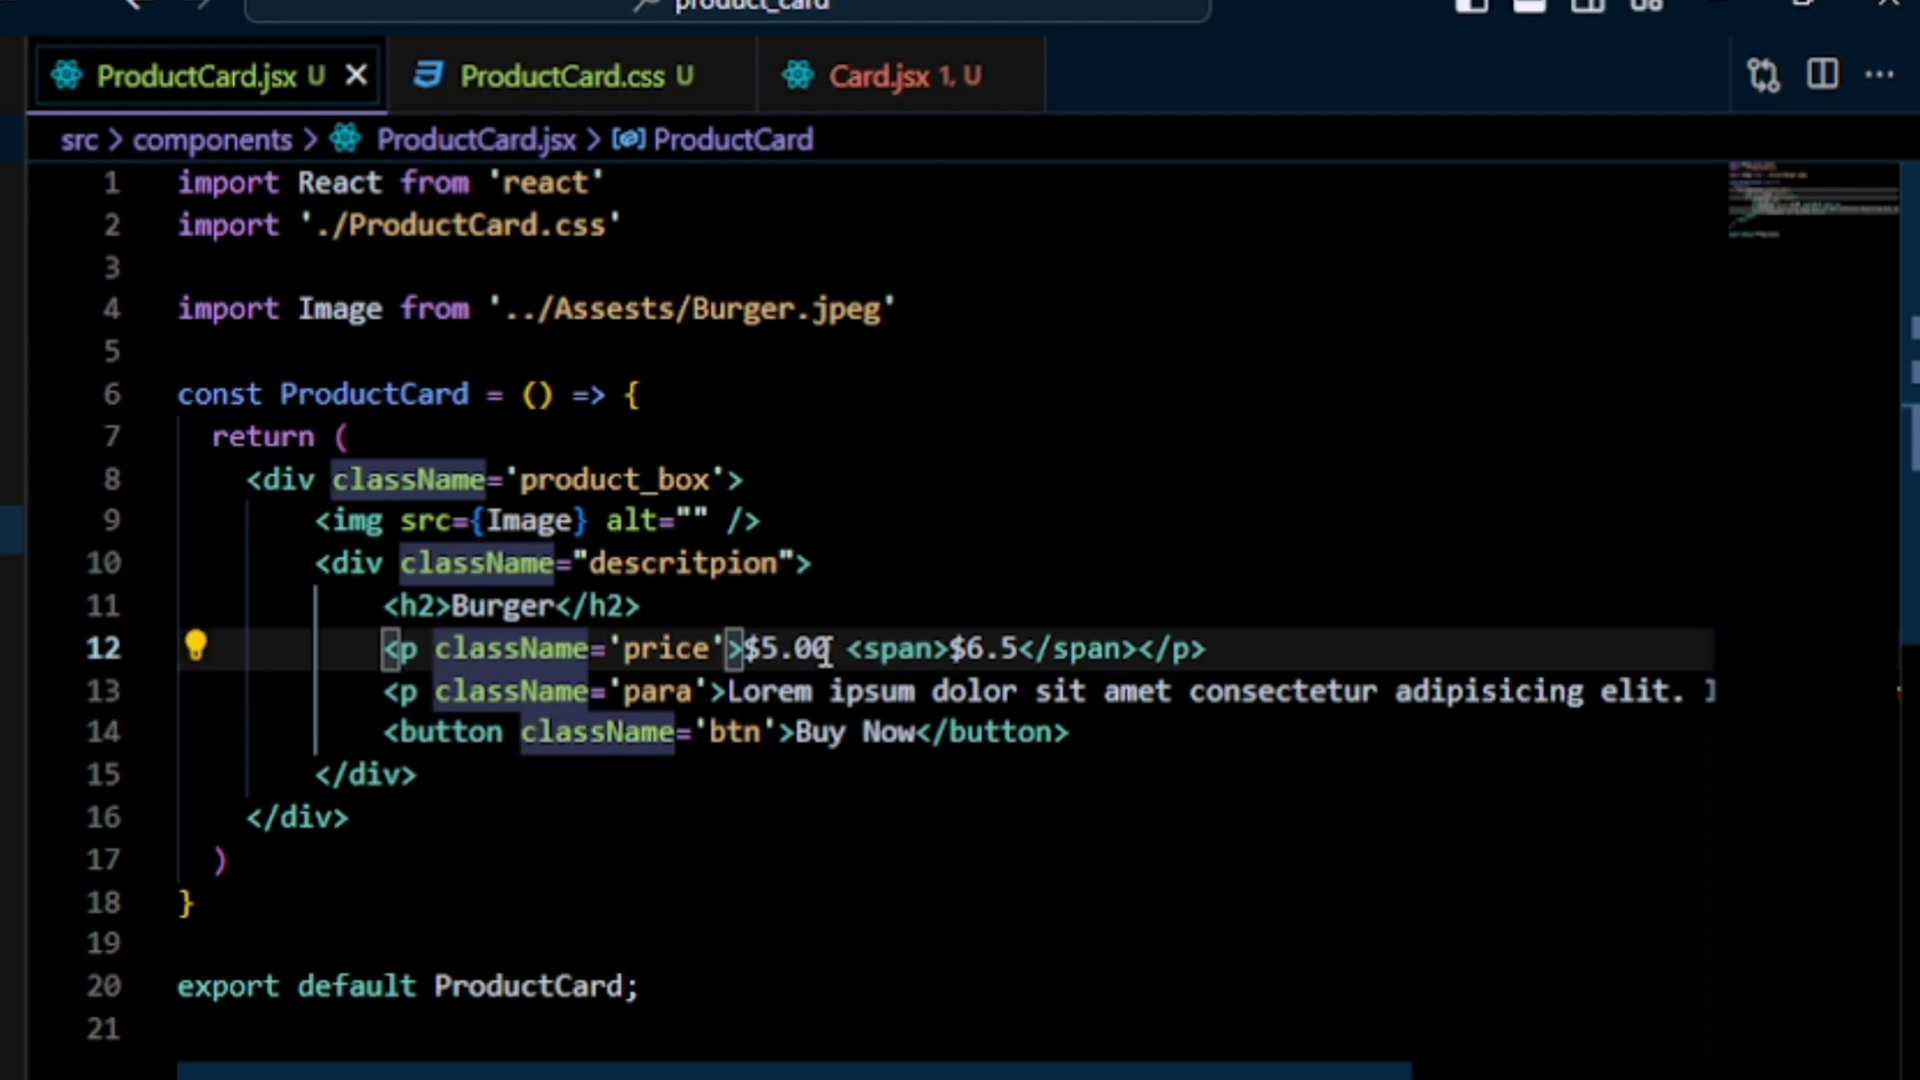 product_card
ProductCard.jsx U
ProductCard.css U
Card.jsx 1, U
src > components > ProductCard.jsx > ProductCard
1 import React from 'react'
2 import './ProductCard.css'
3
4 import Image from '../Assests/Burger.jpeg'
5
6 const ProductCard = () => {
7 return (
8 <div className='product_box'>
9 <img src={Image} alt="" />
10 <div className="descritpion">
11 <h2>Burger</h2>
12 <p className='price'>$5.00 <span>$6.5</span></p>
13 <p className='para'>Lorem ipsum dolor sit amet consectetur adipisicing elit.
14 <button className='btn'>Buy Now</button>
15 </div>
16 </div>
17 )
18 }
19
20 export default ProductCard;
21